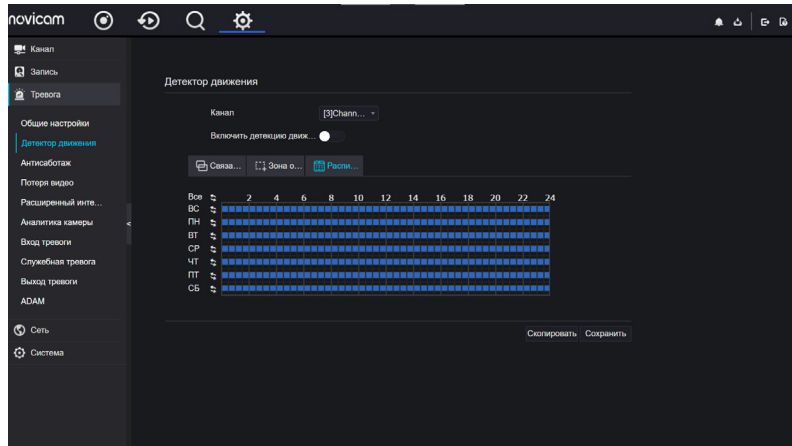 novicam
Канал
Запись
Тревога
Общие настройки
Детектор движения
Антисаботаж
Потеря видео
Расширенный инте...
Аналитика камеры
Вход тревоги
Служебная тревога
Выход тревоги
ADAM
Сеть
Система
Детектор движения
Канал [3]Chann...
Включить детекцию движ...
Связа... Зона о... Распи...
Все 2 4 6 8 10 12 14 16 18 20 22 24
ВС
ПН
ВТ
СР
ЧТ
ПТ
СБ
Скопировать Сохранить
<